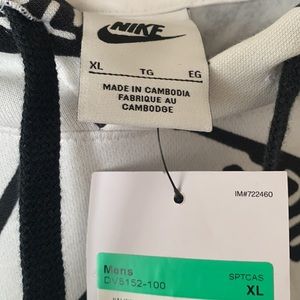 NIKE
XL TG EG
MADE IN CAMBODIA
FABRIQUE AU
CAMBODGE
IM#722460
Mens
DV5152-100
SPTCAS
XL